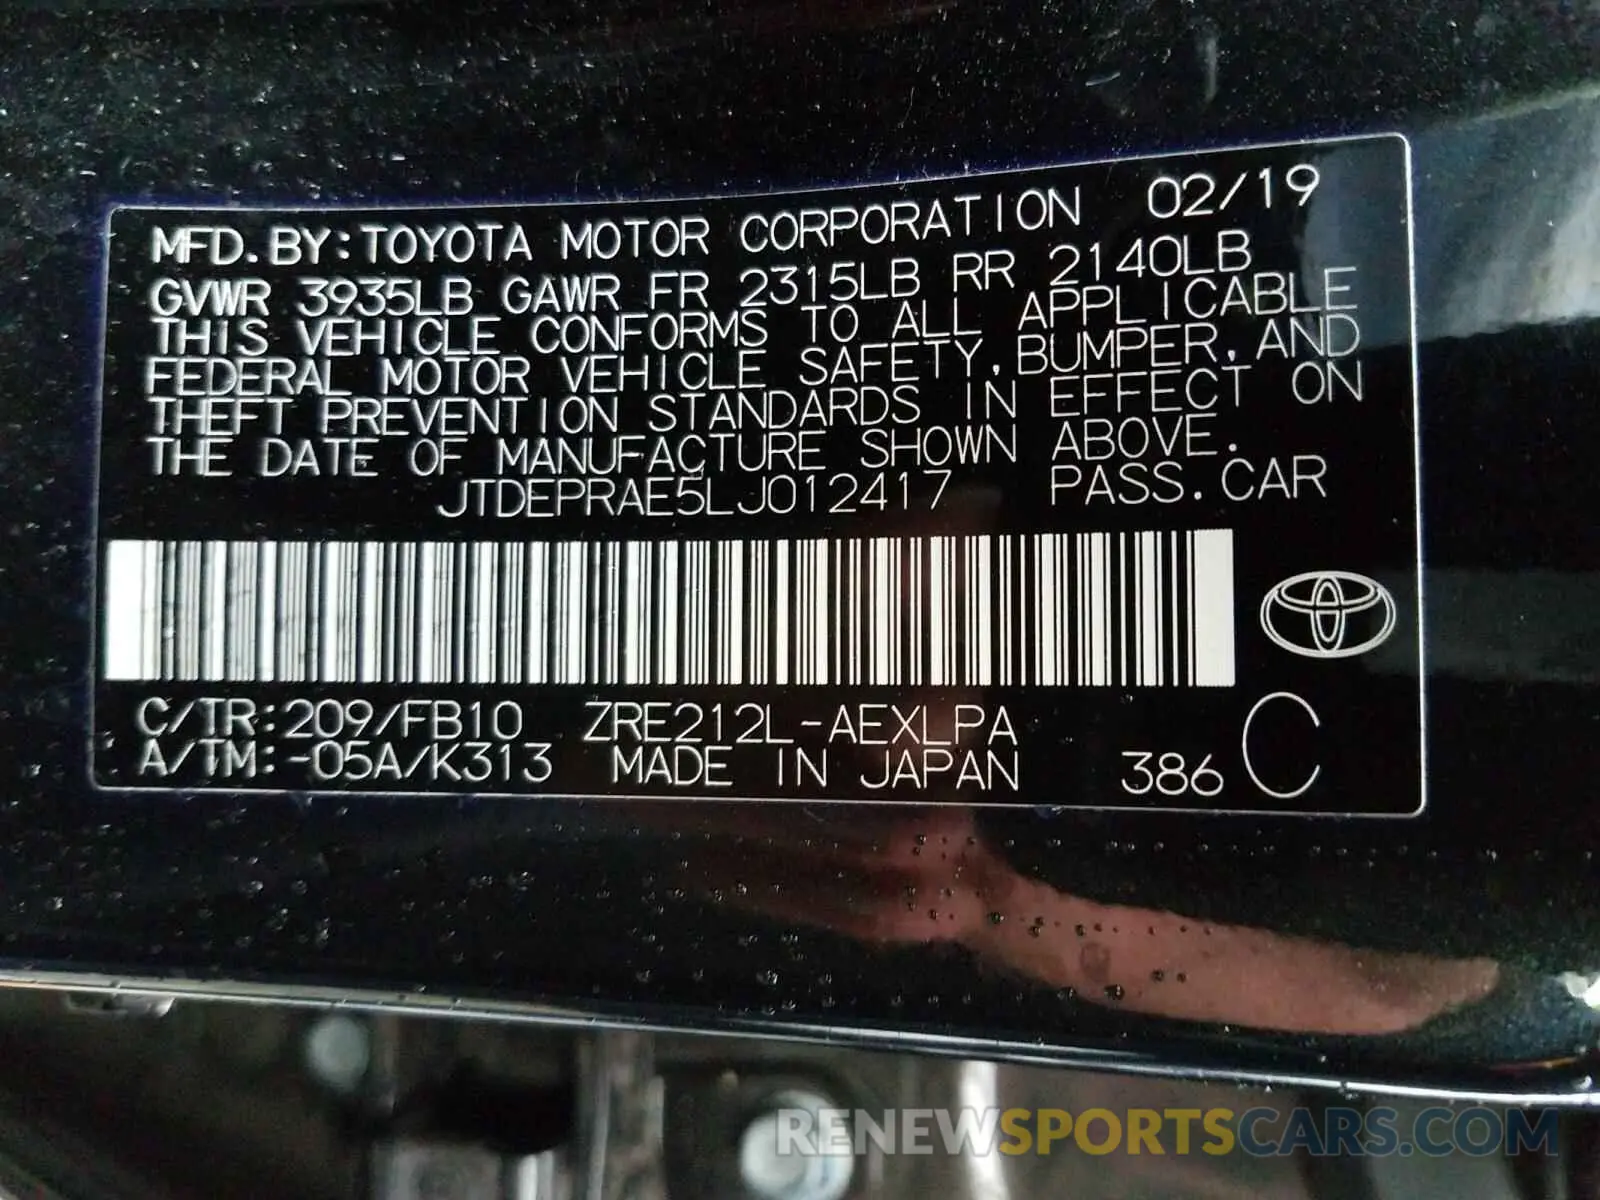 MFD.BY:TOYOTA MOTOR CORPORATION 02/19
GVWR 3935LB GAWR FR 2315LB RR 2140LB
THIS VEHICLE CONFORMS TO ALL APPLICABLE
FEDERAL MOTOR VEHICLE SAFETY, BUMPER, AND
THEFT PREVENTION STANDARDS IN EFFECT ON
THE DATE OF MANUFACTURE SHOWN ABOVE.
JTDEPRAE5LJ012417 PASS.CAR
C/TR:209/FB10 ZRE212L-AEXLPA
A/TM:-05A/K313 MADE IN JAPAN 386 C
RENEWSPORTSCARS.COM